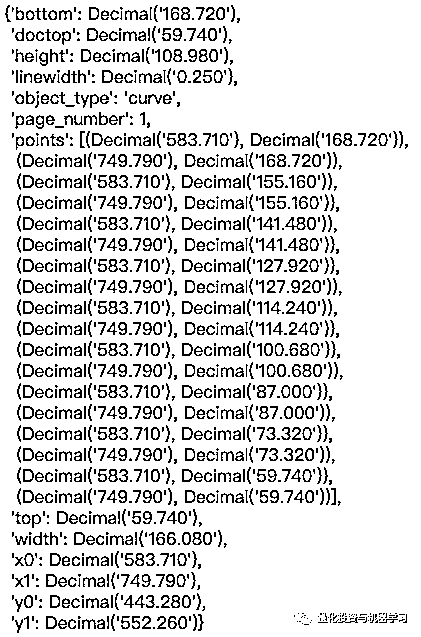 {'bottom': Decimal('168.720'),
'doctop': Decimal('59.740'),
'height': Decimal('108.980'),
'linewidth': Decimal('0.250'),
'object_type': 'curve',
'page_number': 1,
'points': [(Decimal('583.710'), Decimal('168.720')),
(Decimal('749.790'), Decimal('168.720')),
(Decimal('583.710'), Decimal('155.160')),
(Decimal('749.790'), Decimal('155.160')),
(Decimal('583.710'), Decimal('141.480')),
(Decimal('749.790'), Decimal('141.480')),
(Decimal('583.710'), Decimal('127.920')),
(Decimal('749.790'), Decimal('127.920')),
(Decimal('583.710'), Decimal('114.240')),
(Decimal('749.790'), Decimal('114.240')),
(Decimal('583.710'), Decimal('100.680')),
(Decimal('749.790'), Decimal('100.680')),
(Decimal('583.710'), Decimal('87.000')),
(Decimal('749.790'), Decimal('87.000')),
(Decimal('583.710'), Decimal('73.320')),
(Decimal('749.790'), Decimal('73.320')),
(Decimal('583.710'), Decimal('59.740')),
(Decimal('749.790'), Decimal('59.740'))],
'top': Decimal('59.740'),
'width': Decimal('166.080'),
'x0': Decimal('583.710'),
'x1': Decimal('749.790'),
'y0': Decimal('443.280'),
'y1': Decimal('552.260')}
量化投资与机器学习